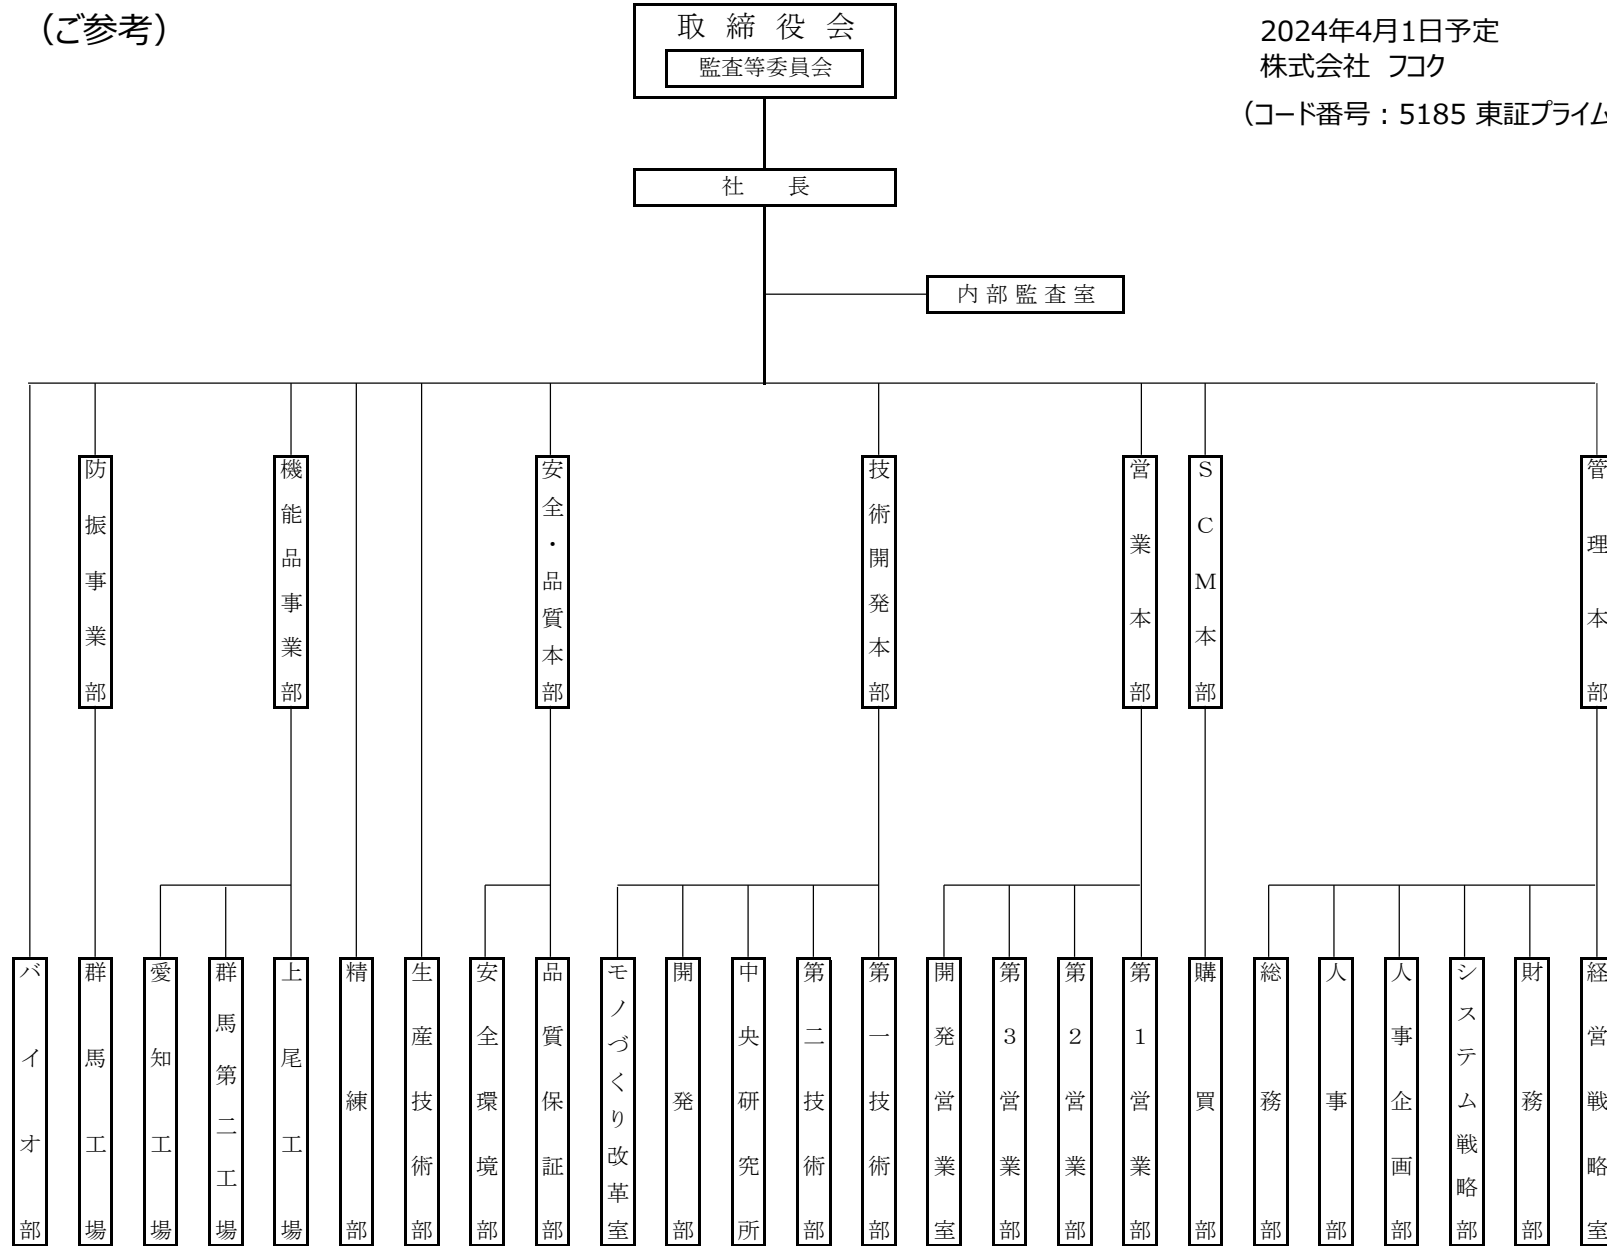 (ご参考)
2024年4月1日予定
株式会社 フコク
(コード番号：5185 東証プライム
取締役会
監査等委員会
社長
内部監査室
防振事業部
機能品事業部
安全・品質本部
技術開発本部
営業本部
SCM本部
管理本部
バイオ部
群馬工場
愛知工場
群馬第二工場
上尾工場
精練部
生産技術部
安全環境部
品質保証部
モノづくり改革室
開発部
中央研究所
第二技術部
第一技術部
開発営業室
第3営業部
第2営業部
第1営業部
購買部
総務部
人事部
人事企画部
システム戦略部
財務部
経営戦略室